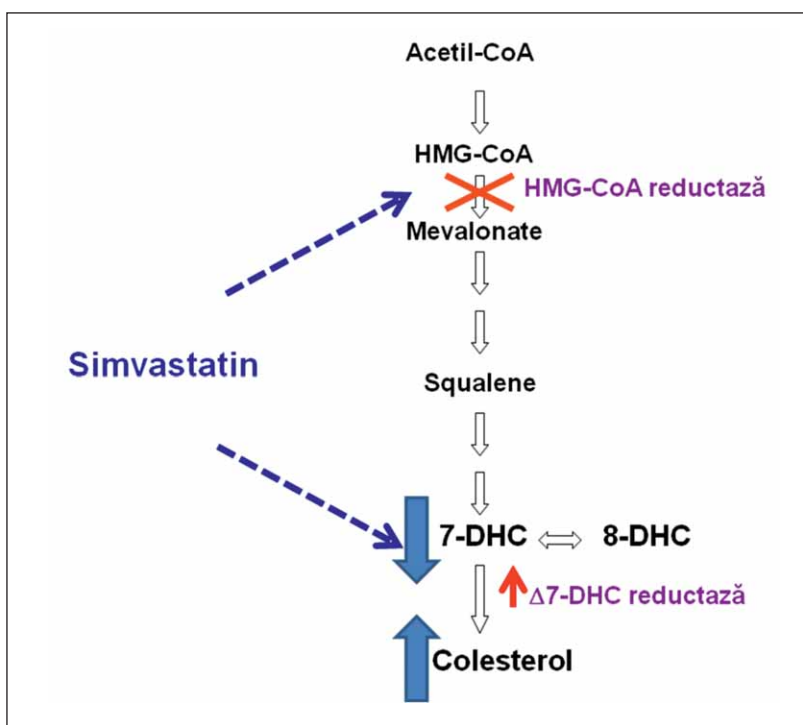 Acetil-CoA
HMG-CoA
HMG-CoA reductază
Mevalonate
Simvastatin
Squalene
7-DHC
8-DHC
Δ7-DHC reductază
Colesterol